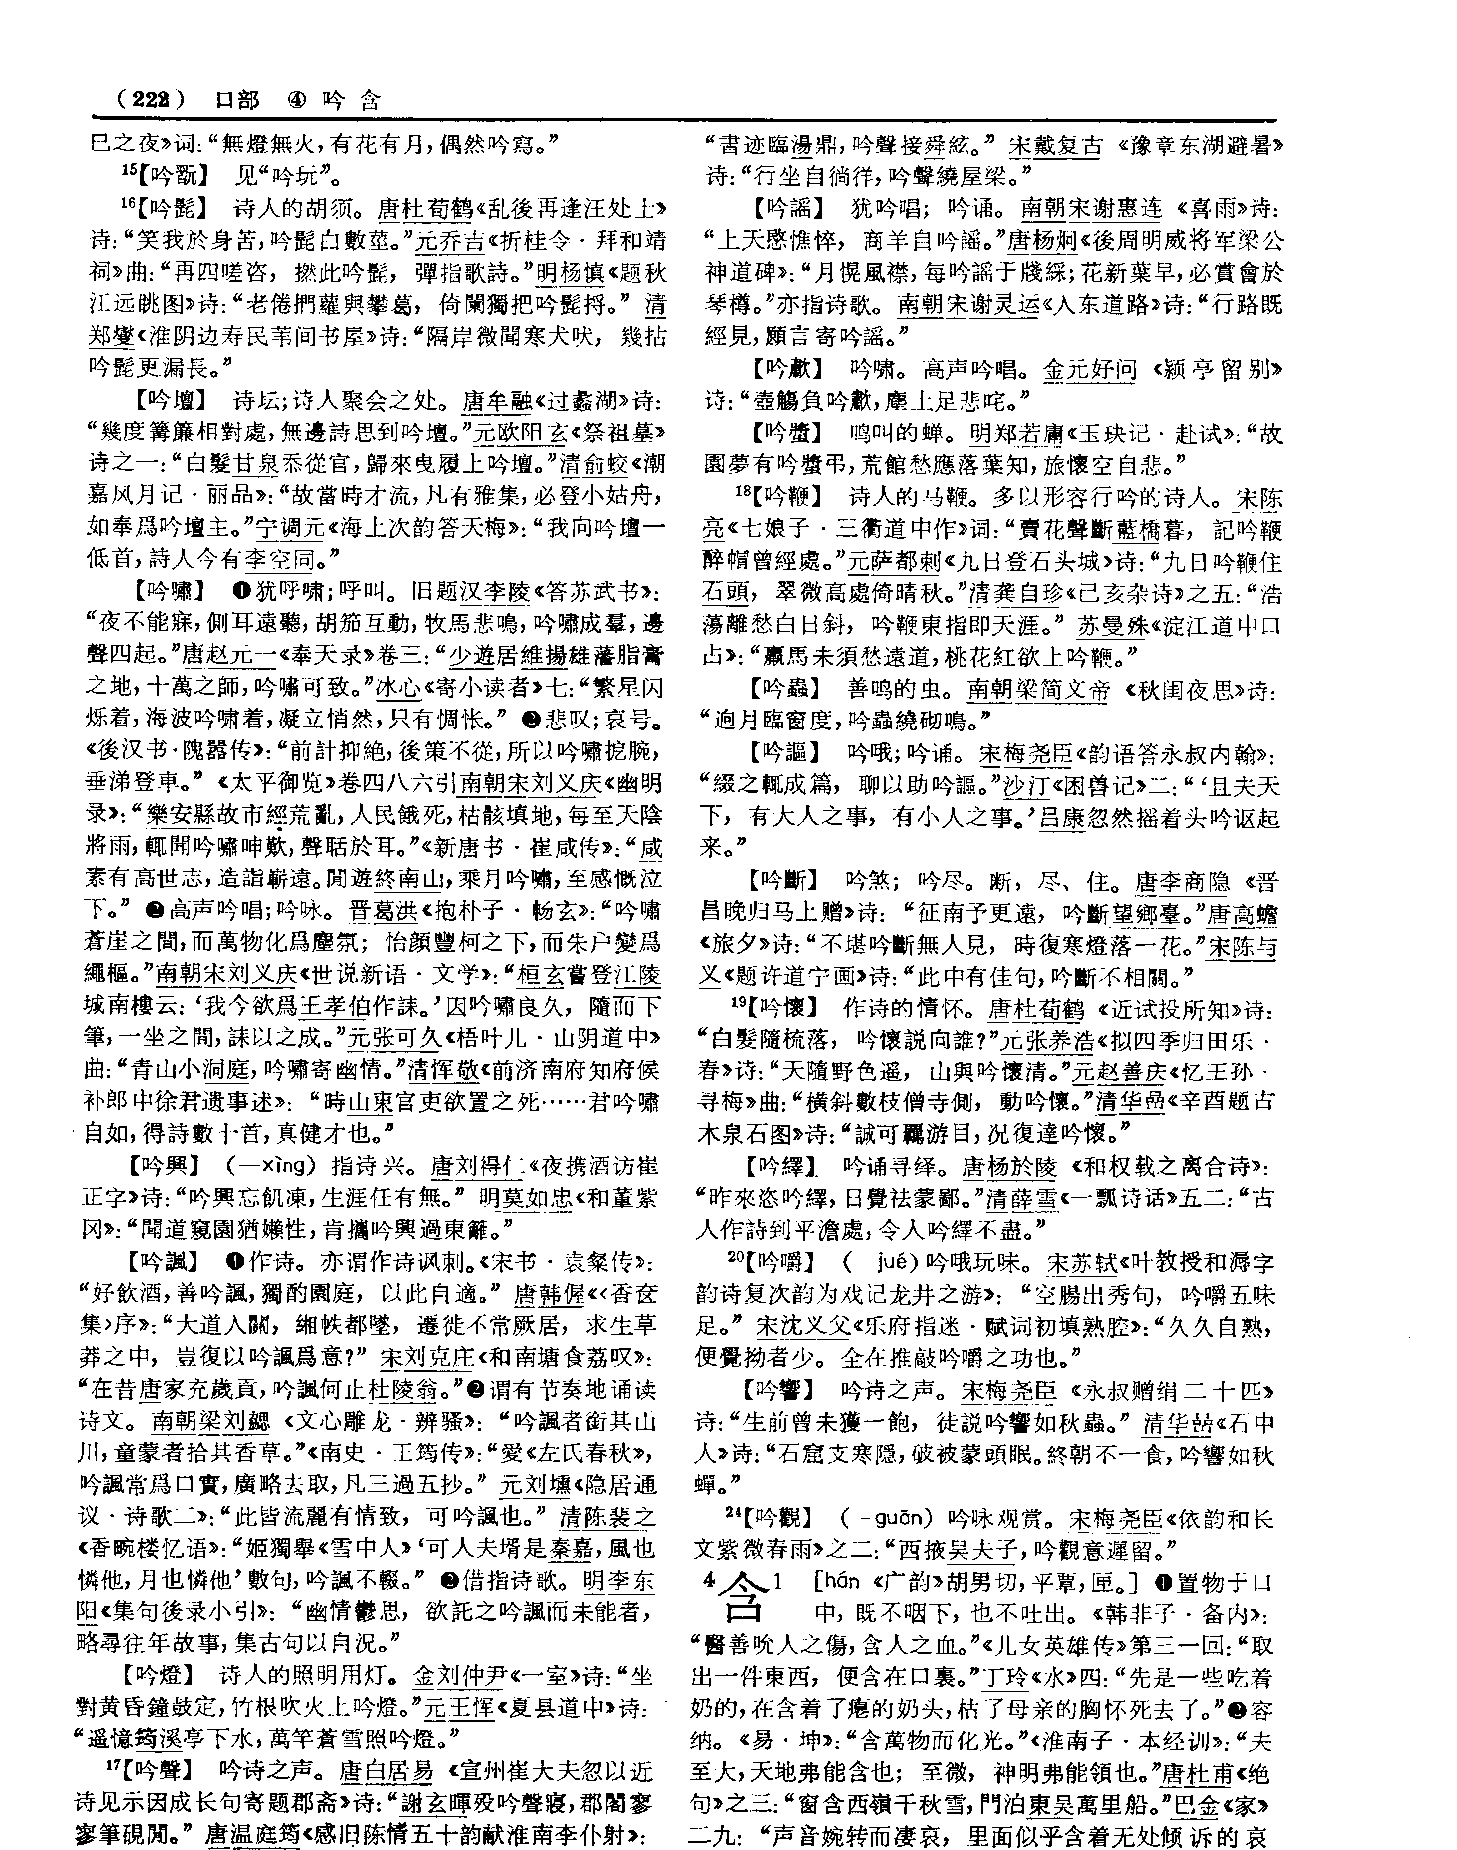 （222） 口部 ④ 吟 含
巳之夜》词：“無燈無火，有花有月，偶然吟寫。”
15【吟翫】 见“吟玩”。
16【吟髭】 诗人的胡须。唐杜荀鹤《乱後再逢汪处士》
诗：“笑我於身苦，吟髭白數莖。”元乔吉《折桂令·拜和靖
祠》曲：“再四嗟咨，撚此吟髭，彈指歌詩。”明杨慎《题秋
江远眺图》诗：“老倦捫蘿與攀葛，倚闌獨把吟髭捋。”清
郑燮《淮阴边寿民苇间书屋》诗：“隔岸微聞寒犬吠，幾拈
吟髭更漏長。”
【吟壇】 诗坛；诗人聚会之处。唐牟融《过蠡湖》诗：
“幾度篝簾相對處，無邊詩思到吟壇。”元欧阳玄《祭祖墓》
诗之一：“白髮甘泉忝從官，歸來曳履上吟壇。”清俞蛟《潮
嘉风月记·丽品》：“故當時才流，凡有雅集，必登小姑舟，
如奉爲吟壇主。”宁调元《海上次韵答天梅》：“我向吟壇一
低首，詩人今有李空同。”
【吟嘯】 ❶犹呼啸；呼叫。旧题汉李陵《答苏武书》：
“夜不能寐，側耳遠聽，胡笳互動，牧馬悲鳴，吟嘯成羣，邊
聲四起。”唐赵元一《奉天录》卷三：“少遊居維揚雄藩脂膏
之地，十萬之師，吟嘯可致。”冰心《寄小读者》七：“繁星闪
烁着，海波吟啸着，凝立悄然，只有惆怅。”❷悲叹；哀号。
《後汉书·隗嚣传》：“前計抑絶，後策不從，所以吟嘯扼腕，
垂涕登車。”《太平御览》卷四八六引南朝宋刘义庆《幽明
录》：“樂安縣故市經荒亂，人民餓死，枯骸填地，每至天陰
將雨，輒聞吟嘯呻歎，聲聒於耳。”《新唐书·崔咸传》：“咸
素有高世志，造詣嶄遠。閒遊終南山，乘月吟嘯，至感慨泣
下。”❸高声吟唱；吟咏。晋葛洪《抱朴子·畅玄》：“吟嘯
蒼崖之間，而萬物化爲塵氛；怡顔豐柯之下，而朱户變爲
繩樞。”南朝宋刘义庆《世说新语·文学》：“桓玄嘗登江陵
城南樓云：‘我今欲爲王孝伯作誄。’因吟嘯良久，隨而下
筆，一坐之間，誄以之成。”元张可久《梧叶儿·山阴道中》
曲：“青山小洞庭，吟嘯寄幽情。”清恽敬《前济南府知府候
补郎中徐君遗事述》：“時山東官吏欲置之死……君吟嘯
自如，得詩數十首，真健才也。”
【吟興】（—xìng）指诗兴。唐刘得仁《夜携酒访崔
正字》诗：“吟興忘飢凍，生涯任有無。”明莫如忠《和董紫
冈》：“聞道窺園猶嬾性，肯攜吟興過東籬。”
【吟諷】 ❶作诗。亦谓作诗讽刺。《宋书·袁粲传》：
“好飲酒，善吟諷，獨酌園庭，以此自適。”唐韩偓《〈香奁
集〉序》：“大道人關，緗帙都墜，遷徙不常厥居，求生草
莽之中，豈復以吟諷爲意？”宋刘克庄《和南塘食荔叹》：
“在昔唐家充歲貢，吟諷何止杜陵翁。”❷谓有节奏地诵读
诗文。南朝梁刘勰《文心雕龙·辨骚》：“吟諷者銜其山
川，童蒙者拾其香草。”《南史·王筠传》：“愛《左氏春秋》，
吟諷常爲口實，廣略去取，凡三過五抄。”元刘壎《隐居通
议·诗歌二》：“此皆流麗有情致，可吟諷也。”清陈裴之
《香畹楼忆语》：“姬獨舉《雪中人》‘可人夫壻是秦嘉，風也
憐他，月也憐他’數句，吟諷不輟。”❸借指诗歌。明李东
阳《集句後录小引》：“幽情鬱思，欲託之吟諷而未能者，
略尋往年故事，集古句以自況。”
【吟燈】 诗人的照明用灯。金刘仲尹《一室》诗：“坐
對黄昏鐘鼓定，竹根吹火上吟燈。”元王恽《夏县道中》诗：
“遥憶筠溪亭下水，萬竿蒼雪照吟燈。”
17【吟聲】 吟诗之声。唐白居易《宣州崔大夫忽以近
诗见示因成长句寄题郡斋》诗：“謝玄暉殁吟聲寢，郡閣寥
寥筆硯閒。”唐温庭筠《感旧陈情五十韵献淮南李仆射》：
“書迹臨湯鼎，吟聲接舜絃。”宋戴复古《豫章东湖避暑》
诗：“行坐自徜徉，吟聲繞屋梁。”
【吟謡】 犹吟唱；吟诵。南朝宋谢惠连《喜雨》诗：
“上天愍憔悴，商羊自吟謡。”唐杨炯《後周明威将军梁公
神道碑》：“月愰風襟，每吟謡于牋綵；花新葉早，必賞會於
琴樽。”亦指诗歌。南朝宋谢灵运《入东道路》诗：“行路既
經見，願言寄吟謡。”
【吟歗】 吟啸。高声吟唱。金元好问《颍亭留别》
诗：“壺觴負吟歗，塵土足悲咤。”
【吟螿】 鸣叫的蝉。明郑若庸《玉玦记·赴试》：“故
園夢有吟螿弔，荒館愁應落葉知，旅懷空自悲。”
18【吟鞭】 诗人的马鞭。多以形容行吟的诗人。宋陈
亮《七娘子·三衢道中作》词：“賣花聲斷藍橋暮，記吟鞭
醉帽曾經處。”元萨都剌《九日登石头城》诗：“九日吟鞭住
石頭，翠微高處倚晴秋。”清龚自珍《己亥杂诗》之五：“浩
蕩離愁白日斜，吟鞭東指即天涯。”苏曼殊《淀江道中口
占》：“羸馬未須愁遠道，桃花紅欲上吟鞭。”
【吟蟲】 善鸣的虫。南朝梁简文帝《秋闺夜思》诗：
“迥月臨窗度，吟蟲繞砌鳴。”
【吟謳】 吟哦；吟诵。宋梅尧臣《韵语答永叔内翰》：
“缀之輒成篇，聊以助吟謳。”沙汀《困兽记》二：“‘且夫天
下，有大人之事，有小人之事。’吕康忽然摇着头吟讴起
来。”
【吟斷】 吟煞；吟尽。断，尽、住。唐李商隐《晋
昌晚归马上赠》诗：“征南予更遠，吟斷望鄉臺。”唐高蟾
《旅夕》诗：“不堪吟斷無人見，時復寒燈落一花。”宋陈与
义《题许道宁画》诗：“此中有佳句，吟斷不相關。”
19【吟懷】 作诗的情怀。唐杜荀鹤《近试投所知》诗：
“白髮隨梳落，吟懷説向誰？”元张养浩《拟四季归田乐·
春》诗：“天隨野色遥，山與吟懷清。”元赵善庆《忆王孙·
寻梅》曲：“横斜數枝僧寺側，動吟懷。”清华喦《辛酉题古
木泉石图》诗：“誠可羈游目，况復達吟懷。”
【吟繹】 吟诵寻绎。唐杨於陵《和权载之离合诗》：
“昨來恣吟繹，日覺祛蒙鄙。”清薛雪《一瓢诗话》五二：“古
人作詩到平澹處，令人吟繹不盡。”
20【吟嚼】（ jué）吟哦玩味。宋苏轼《叶教授和溽字
韵诗复次韵为戏记龙井之游》：“空腸出秀句，吟嚼五味
足。”宋沈义父《乐府指迷·赋词初填熟腔》：“久久自熟，
便覺拗者少。全在推敲吟嚼之功也。”
【吟響】 吟诗之声。宋梅尧臣《永叔赠绢二十匹》
诗：“生前曾未獲一飽，徒説吟響如秋蟲。”清华喦《石中
人》诗：“石窟支寒隱，破被蒙頭眠。終朝不一食，吟響如秋
蟬。”
24【吟觀】（-guān）吟咏观赏。宋梅尧臣《依韵和长
文紫微春雨》之二：“西掖吴夫子，吟觀意遲留。”
4含1 ［hán《广韵》胡男切，平覃，匣。］❶置物于口
中，既不咽下，也不吐出。《韩非子·备内》：
“醫善吮人之傷，含人之血。”《儿女英雄传》第三一回：“取
出一件東西，便含在口裏。”丁玲《水》四：“先是一些吃着
奶的，在含着了瘪的奶头，枯了母亲的胸怀死去了。”❷容
纳。《易·坤》：“含萬物而化光。”《淮南子·本经训》：“夫
至大，天地弗能含也；至微，神明弗能領也。”唐杜甫《绝
句》之三：“窗含西嶺千秋雪，門泊東吴萬里船。”巴金《家》
二九：“声音婉转而凄哀，里面似乎含着无处倾诉的哀